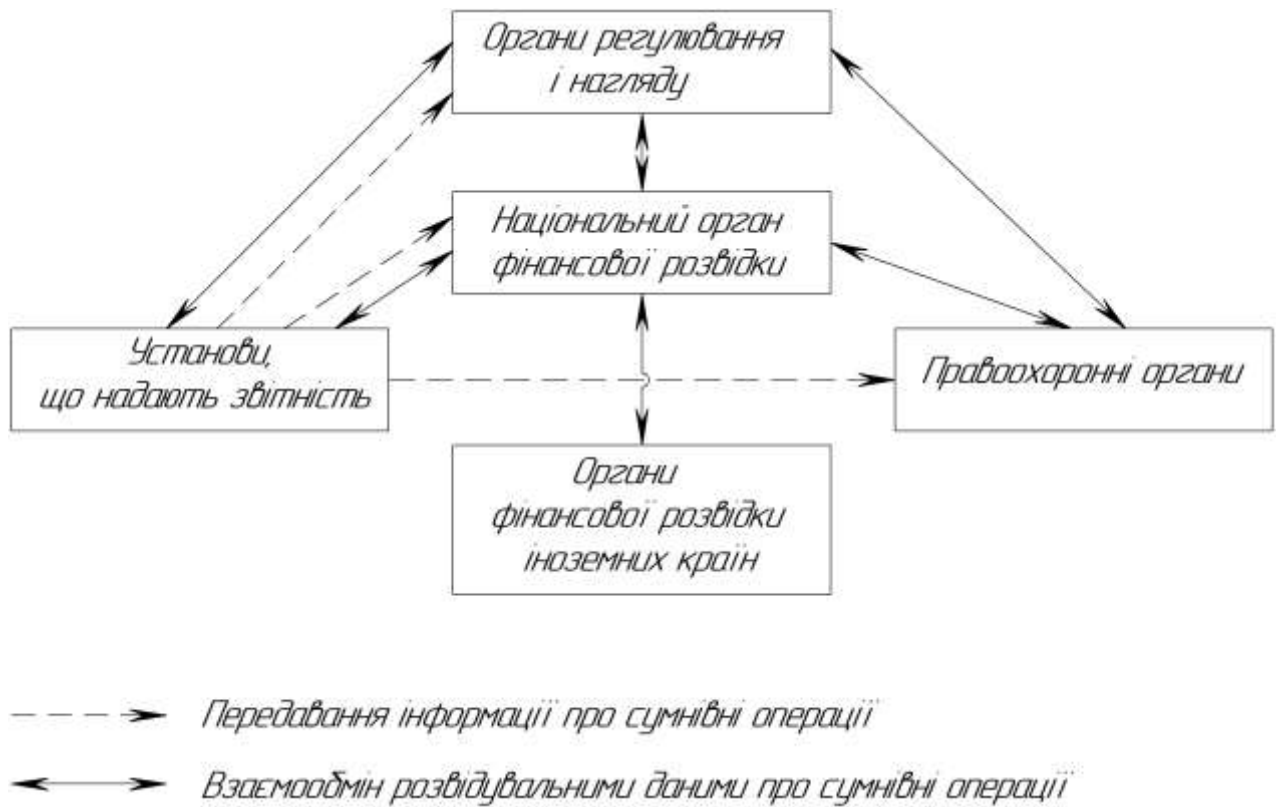 Органи регулювання
і нагляду
Національний орган
фінансової розвідки
Установи,
що надають звітність
Правоохоронні органи
Органи
фінансової розвідки
іноземних країн
Передавання інформації про сумнівні операції
Взаємообмін розвідувальними даними про сумнівні операції